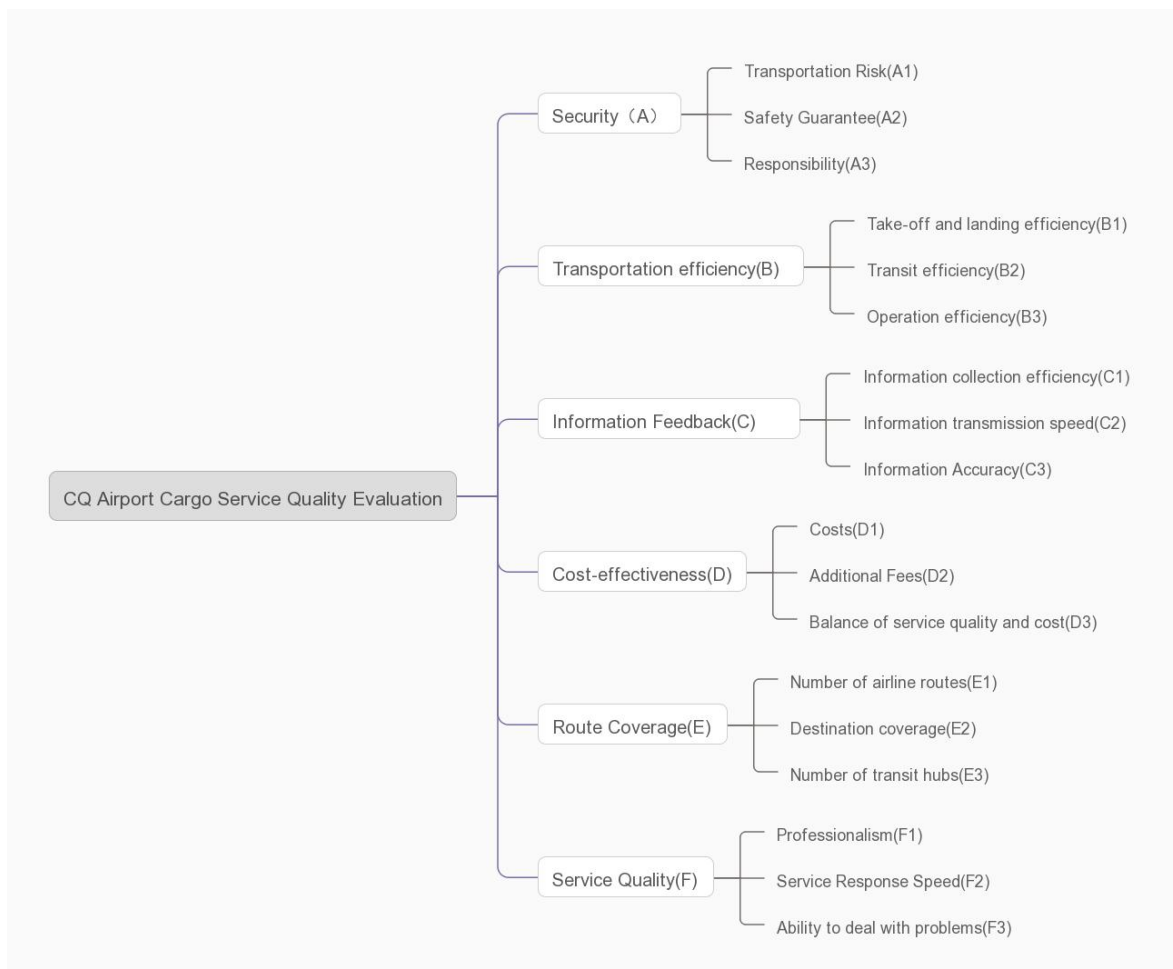 CQ Airport Cargo Service Quality Evaluation
Security（A）
Transportation Risk(A1)
Safety Guarantee(A2)
Responsibility(A3)
Transportation efficiency(B)
Take-off and landing efficiency(B1)
Transit efficiency(B2)
Operation efficiency(B3)
Information Feedback(C)
Information collection efficiency(C1)
Information transmission speed(C2)
Information Accuracy(C3)
Cost-effectiveness(D)
Costs(D1)
Additional Fees(D2)
Balance of service quality and cost(D3)
Route Coverage(E)
Number of airline routes(E1)
Destination coverage(E2)
Number of transit hubs(E3)
Service Quality(F)
Professionalism(F1)
Service Response Speed(F2)
Ability to deal with problems(F3)